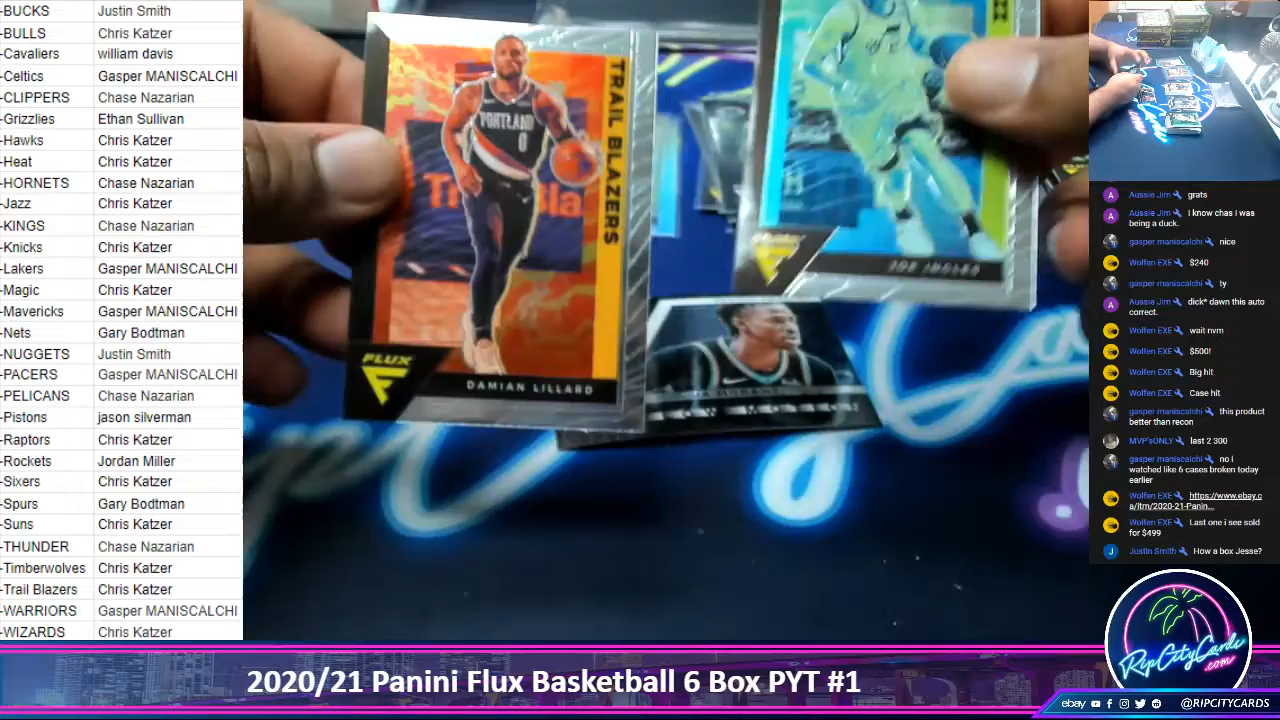 -BUCKS Justin Smith
-BULLS Chris Katzer
-Cavaliers william davis
-Celtics Gasper MANISCALCHI
-CLIPPERS Chase Nazarian
-Grizzlies Ethan Sullivan
-Hawks Chris Katzer
-Heat Chris Katzer
-HORNETS Chase Nazarian
-Jazz Chris Katzer
-KINGS Chase Nazarian
-Knicks Chris Katzer
-Lakers Gasper MANISCALCHI
-Magic Chris Katzer
-Mavericks Gasper MANISCALCHI
-Nets Gary Bodtman
-NUGGETS Justin Smith
-PACERS Gasper MANISCALCHI
-PELICANS Chase Nazarian
-Pistons jason silverman
-Raptors Chris Katzer
-Rockets Jordan Miller
-Sixers Chris Katzer
-Spurs Gary Bodtman
-Suns Chris Katzer
-THUNDER Chase Nazarian
-Timberwolves Chris Katzer
-Trail Blazers Chris Katzer
-WARRIORS Gasper MANISCALCHI
-WIZARDS Chris Katzer
TRAIL BLAZERS
PORTLAND
0
FLUX
DAMIAN LILLARD
JOE INGLES
A Aussie Jim grats
A Aussie Jim I know chas i was
being a duck.
gasper maniscalchi nice
Wolfen EXE $240
gasper maniscalchi ty
A Aussie Jim dick* dawn this auto
correct.
Wolfen EXE wait nvm
Wolfen EXE $500!
Wolfen EXE Big hit
Wolfen EXE Case hit
gasper maniscalchi this product
better than recon
MVP'sONLY last 2 300
gasper maniscalchi no i
watched like 6 cases broken today
earlier
Wolfen EXE https://www.ebay.c
a/itm/2020-21-Panin...
Wolfen EXE Last one i see sold
for $499
J Justin Smith How a box Jesse?
RipCityCards
.com
2020/21 Panini Flux Basketball 6 Box PYT #1
ebay @RIPCITYCARDS